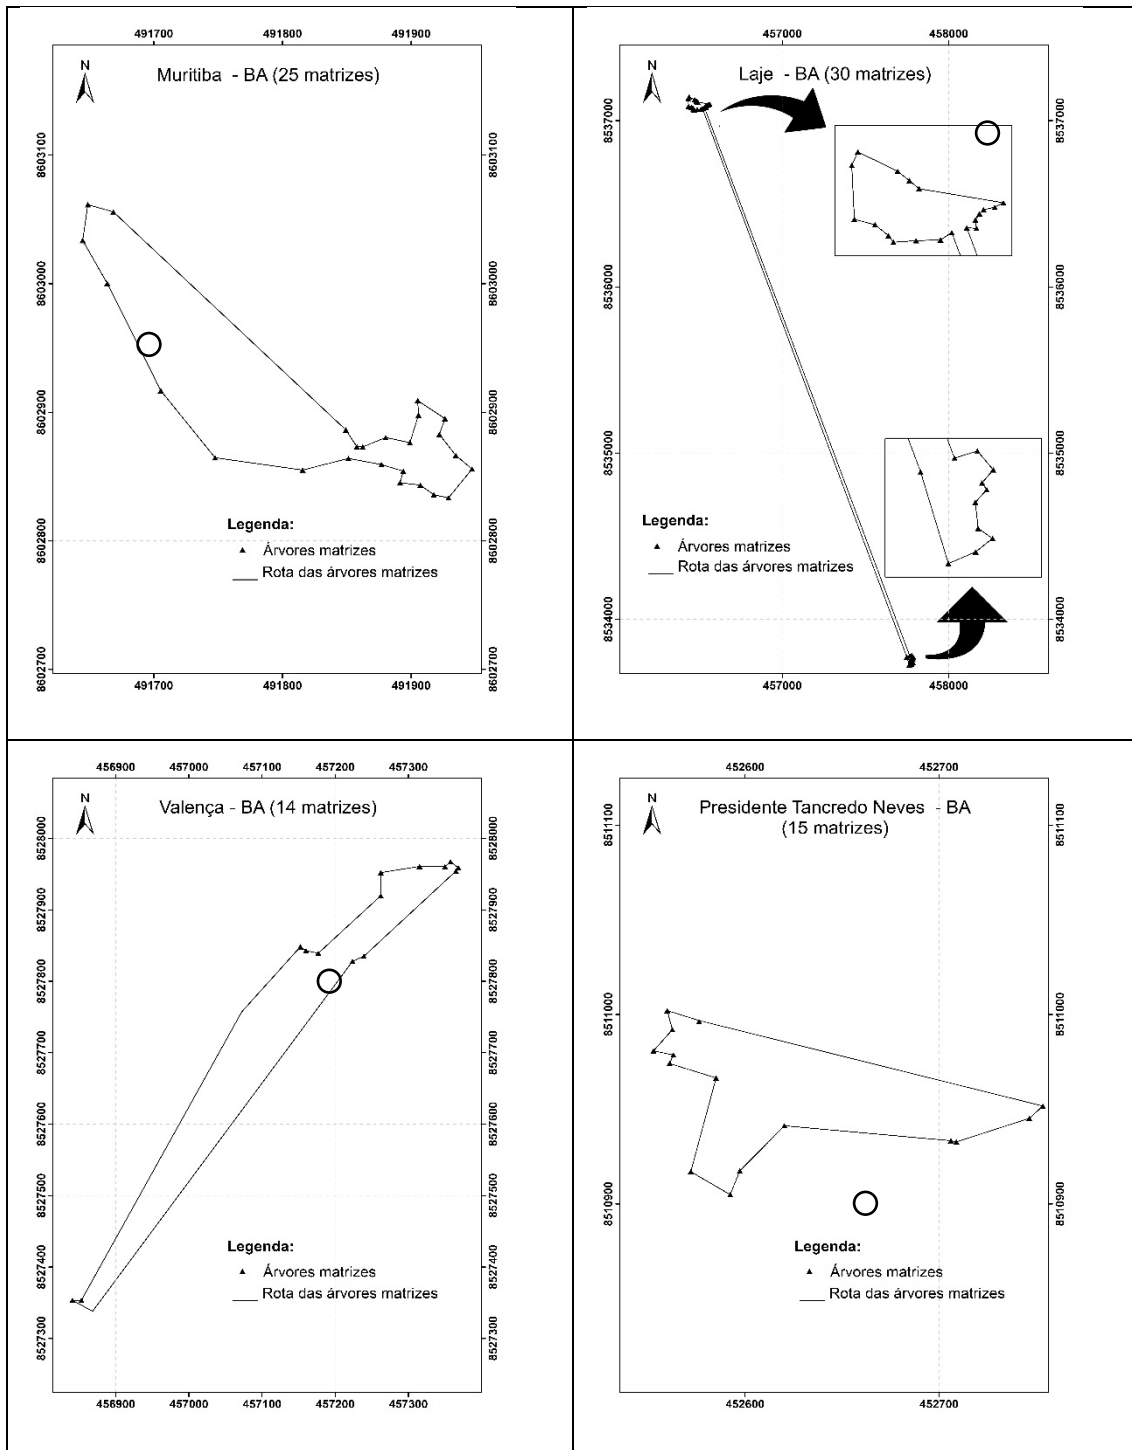 491700 491800 491900
N
Muritiba - BA (25 matrizes)
8603100
8603000
8602900
8602800
8602700
Legenda:
Árvores matrizes
Rota das árvores matrizes
491700 491800 491900
457000 458000
N
Laje - BA (30 matrizes)
8537000 8537000
8536000 8536000
8535000 8535000
8534000 8534000
Legenda:
Árvores matrizes
Rota das árvores matrizes
457000 458000
456900 457000 457100 457200 457300
N
Valença - BA (14 matrizes)
8528000 8528000
8527900 8527900
8527800 8527800
8527700 8527700
8527600 8527600
8527500 8527500
8527400 8527400
8527300 8527300
Legenda:
Árvores matrizes
Rota das árvores matrizes
456900 457000 457100 457200 457300
452600 452700
N
Presidente Tancredo Neves - BA
(15 matrizes)
8511100 8511100
8511000 8511000
8510900 8510900
Legenda:
Árvores matrizes
Rota das árvores matrizes
452600 452700